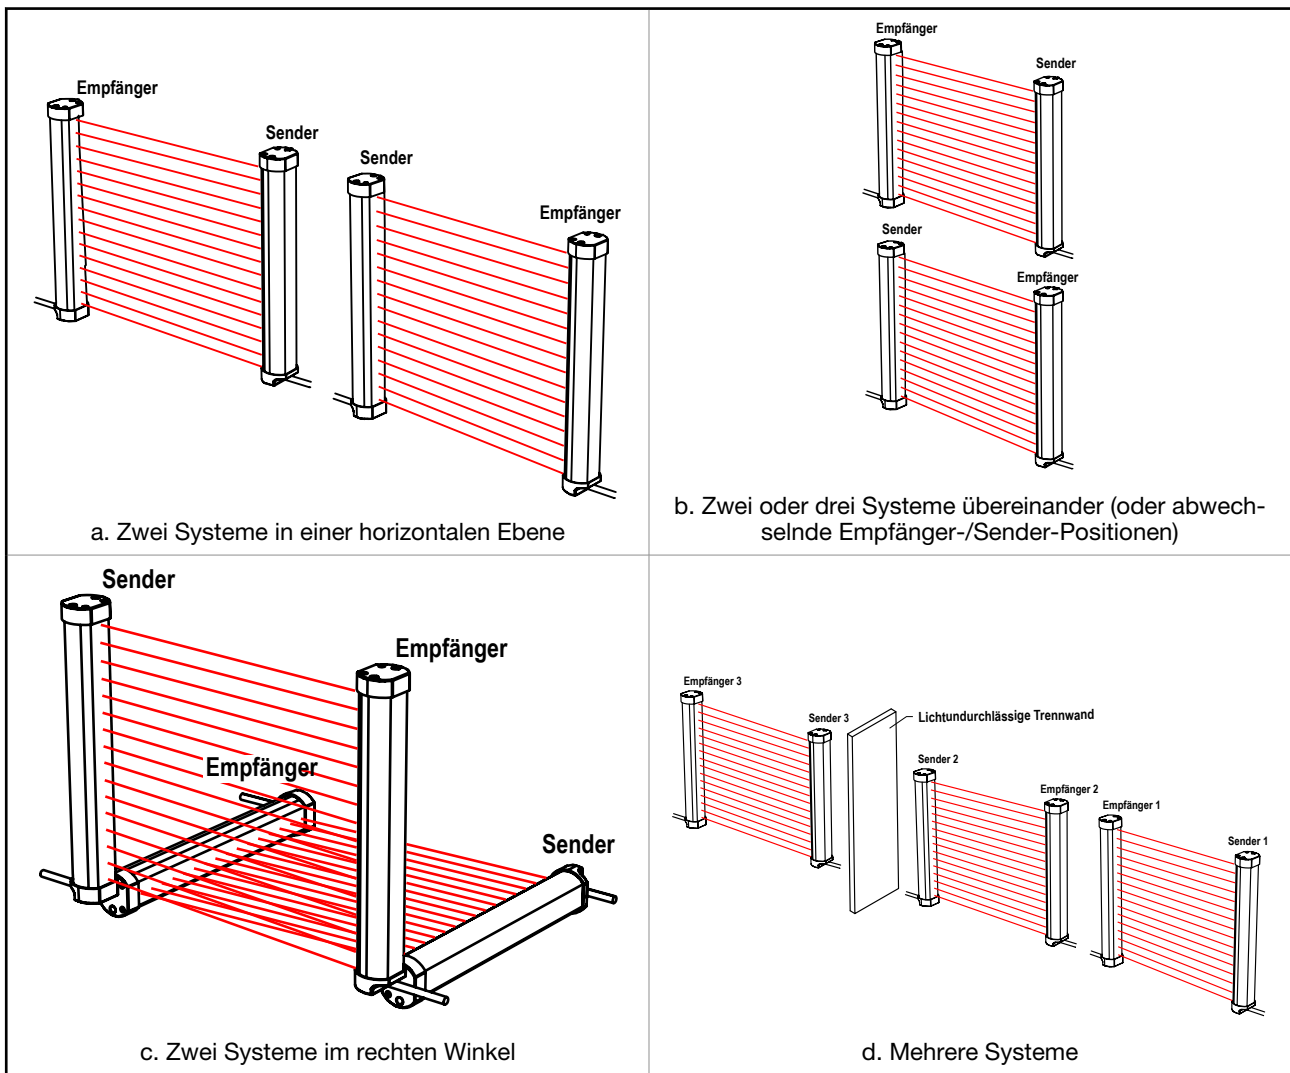 Empfänger
Sender
Sender
Empfänger
a. Zwei Systeme in einer horizontalen Ebene
Empfänger
Sender
Sender
Empfänger
b. Zwei oder drei Systeme übereinander (oder abwech-
selnde Empfänger-/Sender-Positionen)
Sender
Empfänger
Empfänger
Sender
c. Zwei Systeme im rechten Winkel
Empfänger 3
Sender 3
Lichtundurchlässige Trennwand
Sender 2
Empfänger 2
Empfänger 1
Sender 1
d. Mehrere Systeme